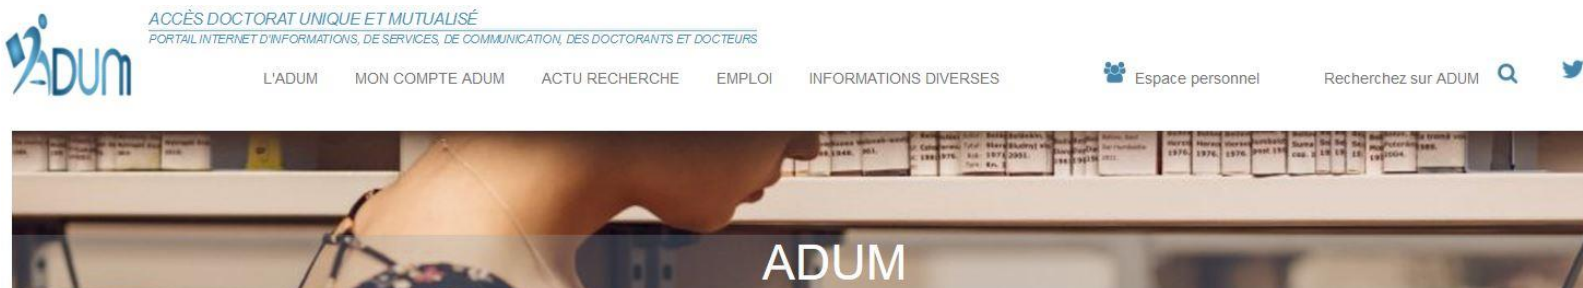 ACCÈS DOCTORAT UNIQUE ET MUTUALISÉ
PORTAIL INTERNET D'INFORMATIONS, DE SERVICES, DE COMMUNICATION, DES DOCTORANTS ET DOCTEURS
ADUM
L'ADUM MON COMPTE ADUM ACTU RECHERCHE EMPLOI INFORMATIONS DIVERSES Espace personnel Recherchez sur ADUM
ADUM